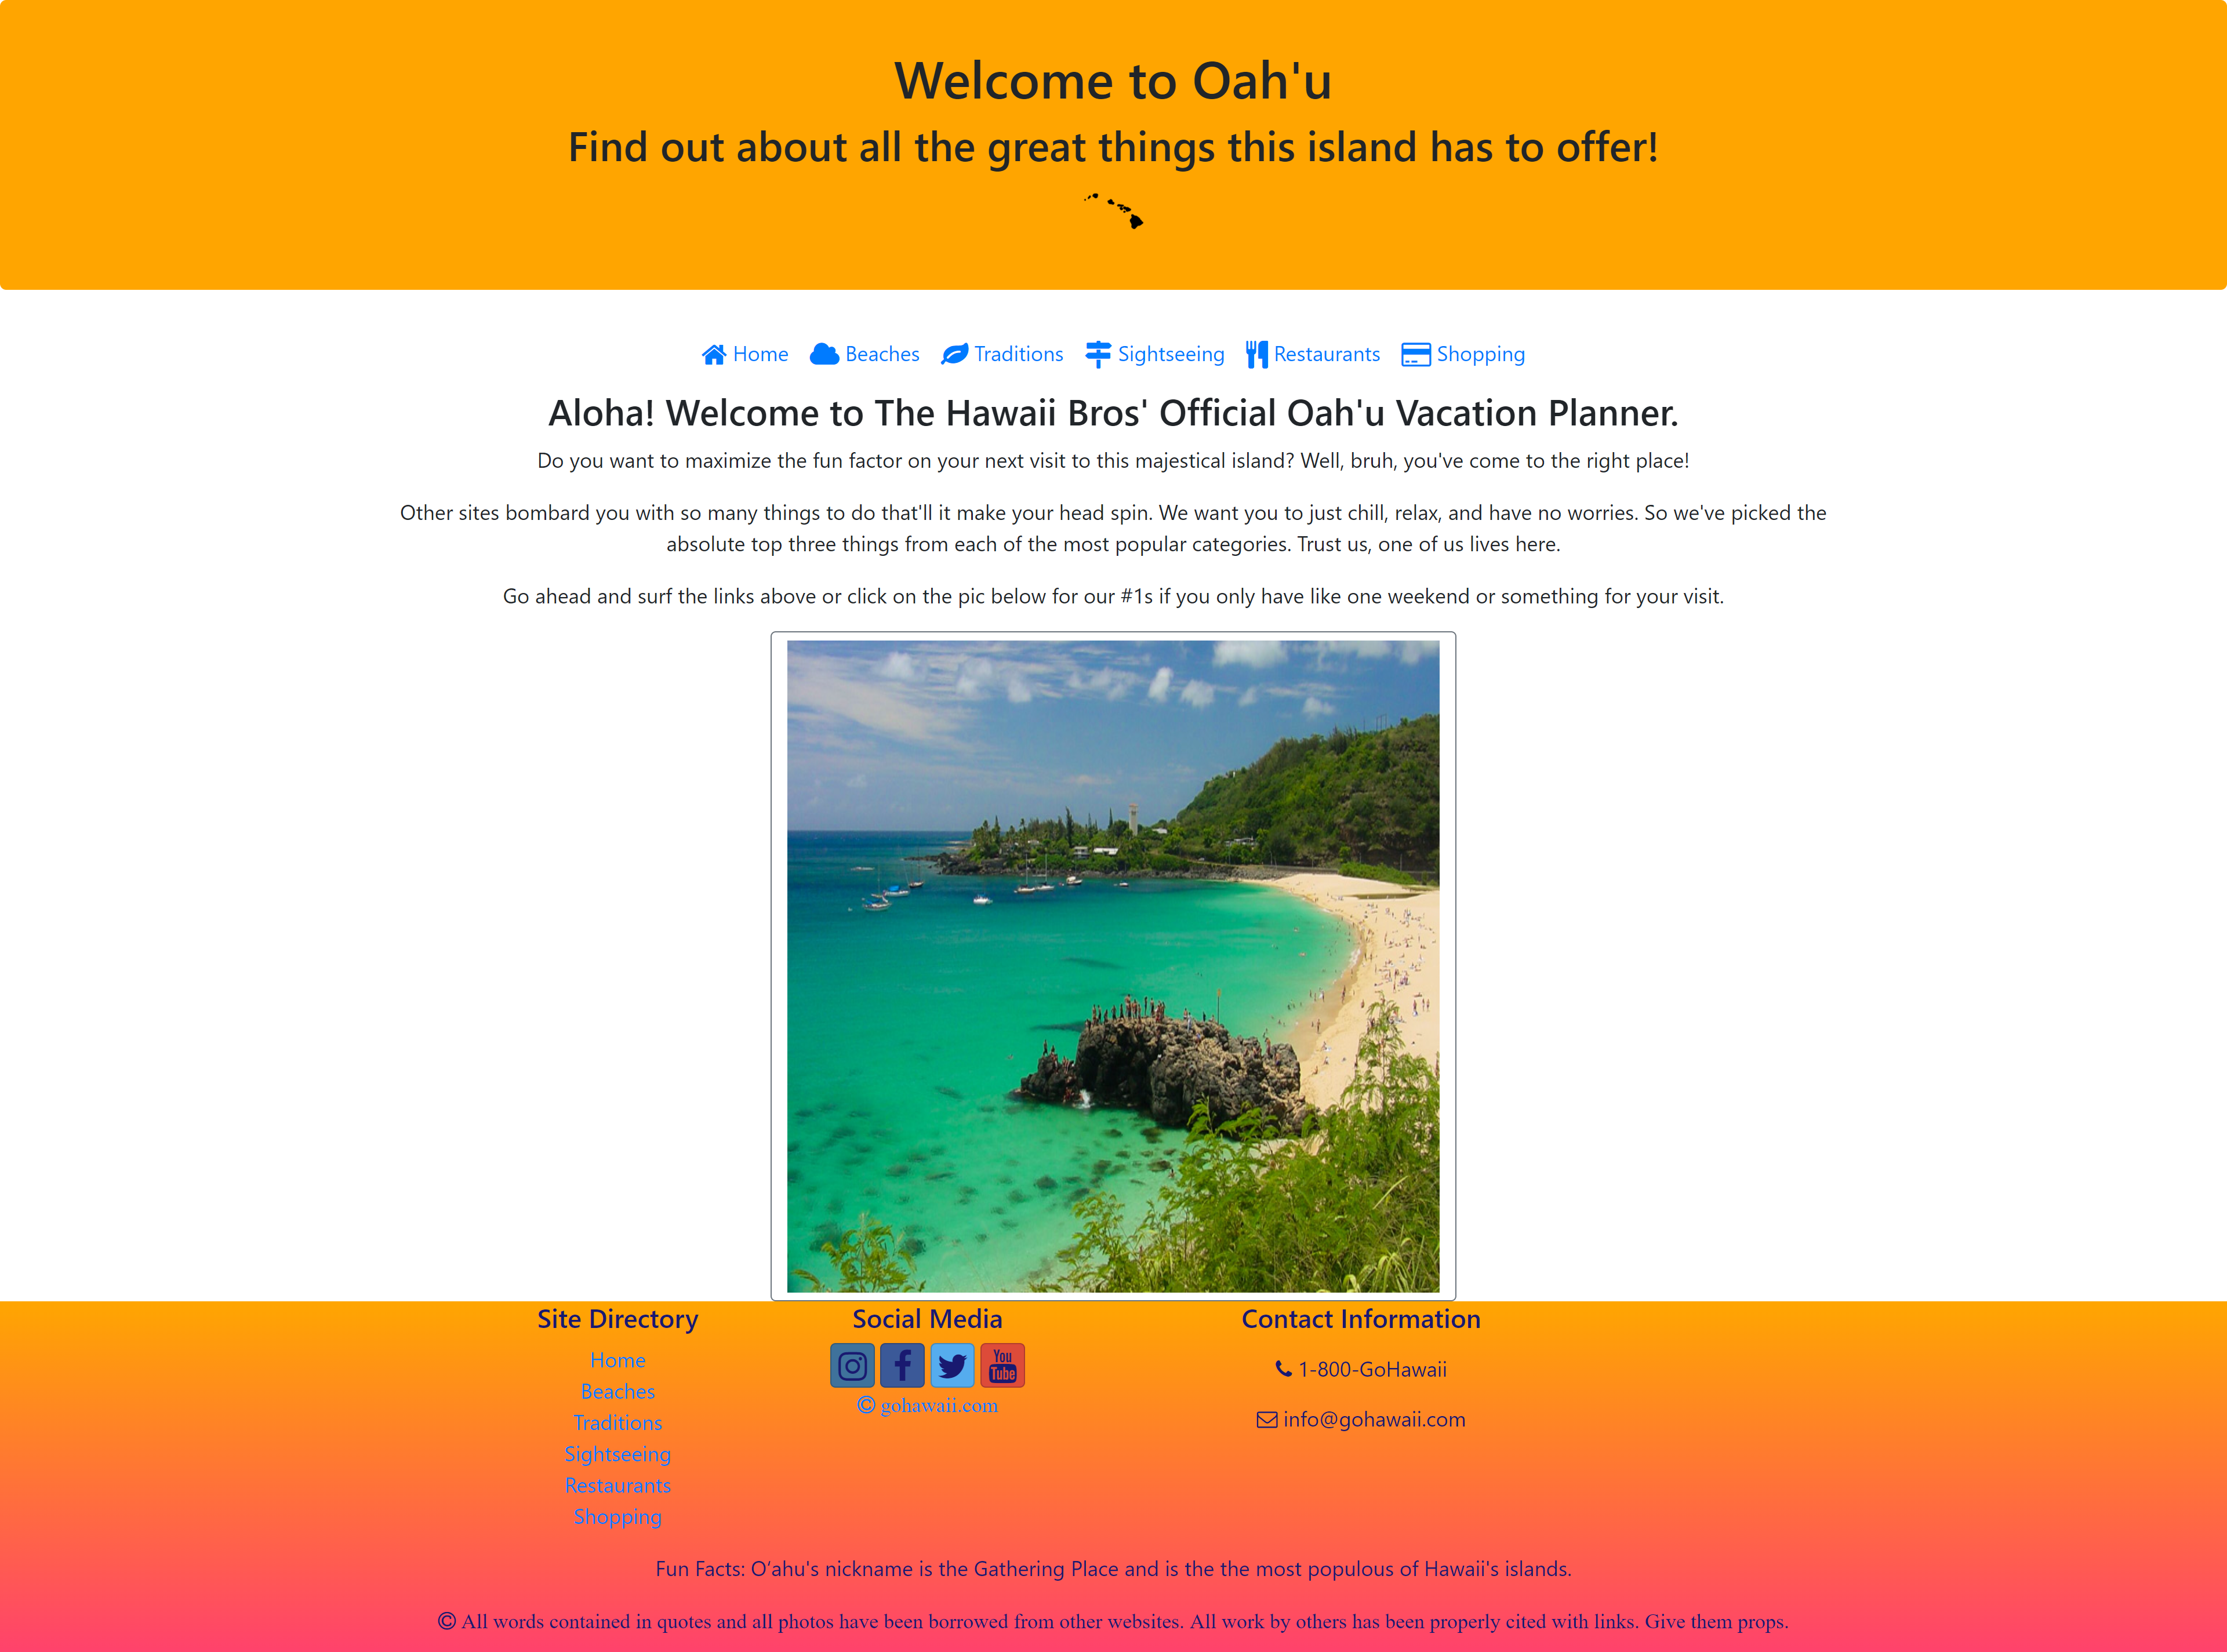 Welcome to Oah'u
Find out about all the great things this island has to offer!
Home Beaches Traditions Sightseeing Restaurants Shopping
Aloha! Welcome to The Hawaii Bros' Official Oah'u Vacation Planner.
Do you want to maximize the fun factor on your next visit to this majestical island? Well, bruh, you've come to the right place!
Other sites bombard you with so many things to do that'll it make your head spin. We want you to just chill, relax, and have no worries. So we've picked the
absolute top three things from each of the most popular categories. Trust us, one of us lives here.
Go ahead and surf the links above or click on the pic below for our #1s if you only have like one weekend or something for your visit.
Site Directory
Home
Beaches
Traditions
Sightseeing
Restaurants
Shopping
Social Media
You
Tube
© gohawaii.com
Contact Information
1-800-GoHawaii
info@gohawaii.com
Fun Facts: Oʻahu's nickname is the Gathering Place and is the the most populous of Hawaii's islands.
© All words contained in quotes and all photos have been borrowed from other websites. All work by others has been properly cited with links. Give them props.